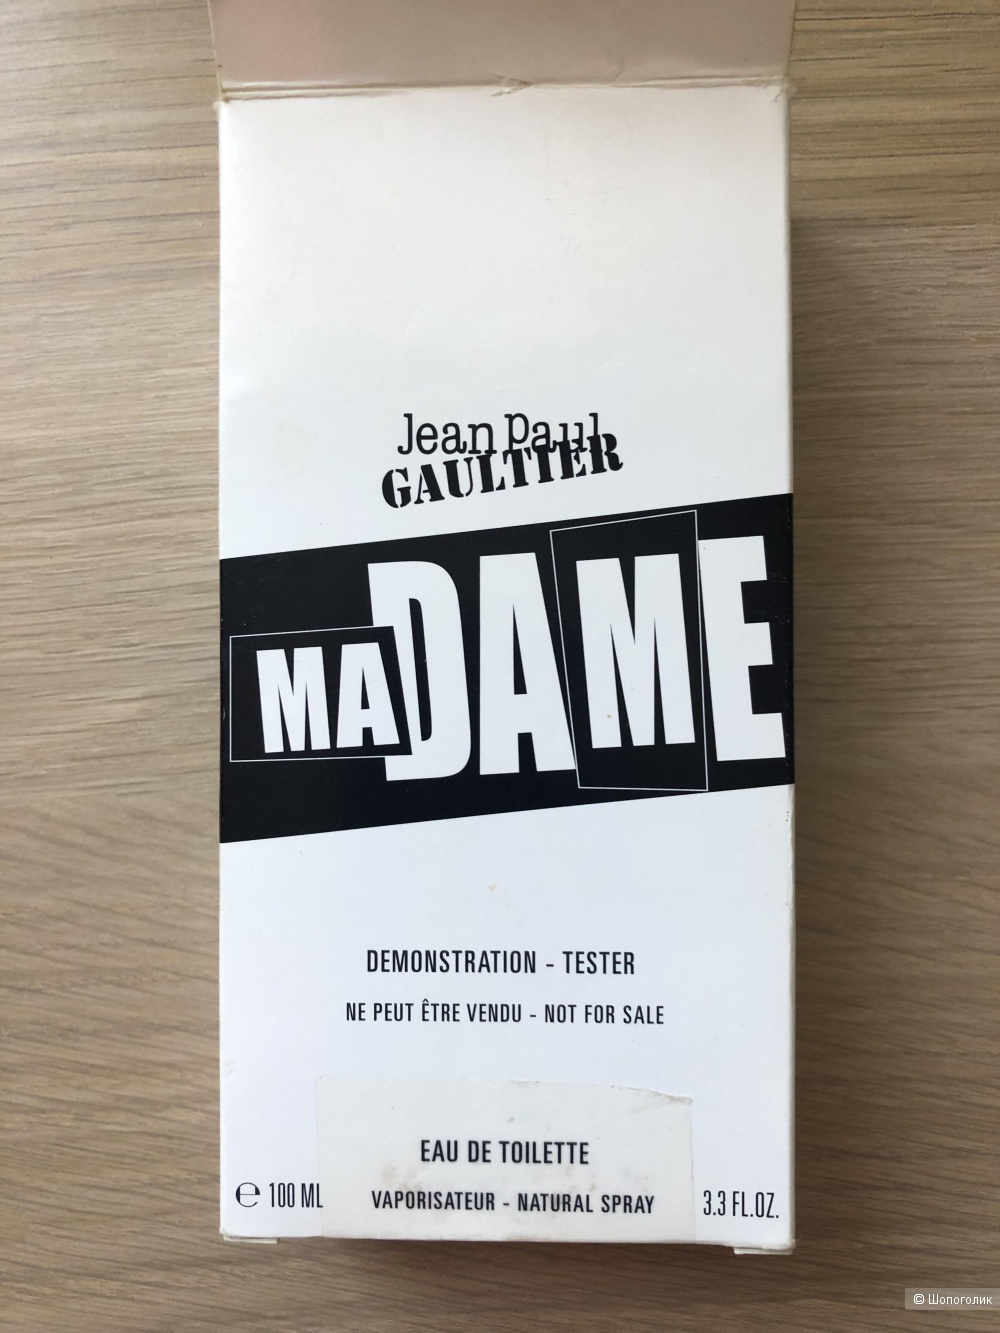 Jean Paul
GAULTIER
MADAME
DEMONSTRATION - TESTER
NE PEUT ÊTRE VENDU - NOT FOR SALE
EAU DE TOILETTE
℮ 100 ML VAPORISATEUR - NATURAL SPRAY 3.3 FL.OZ.
© Шопоголик